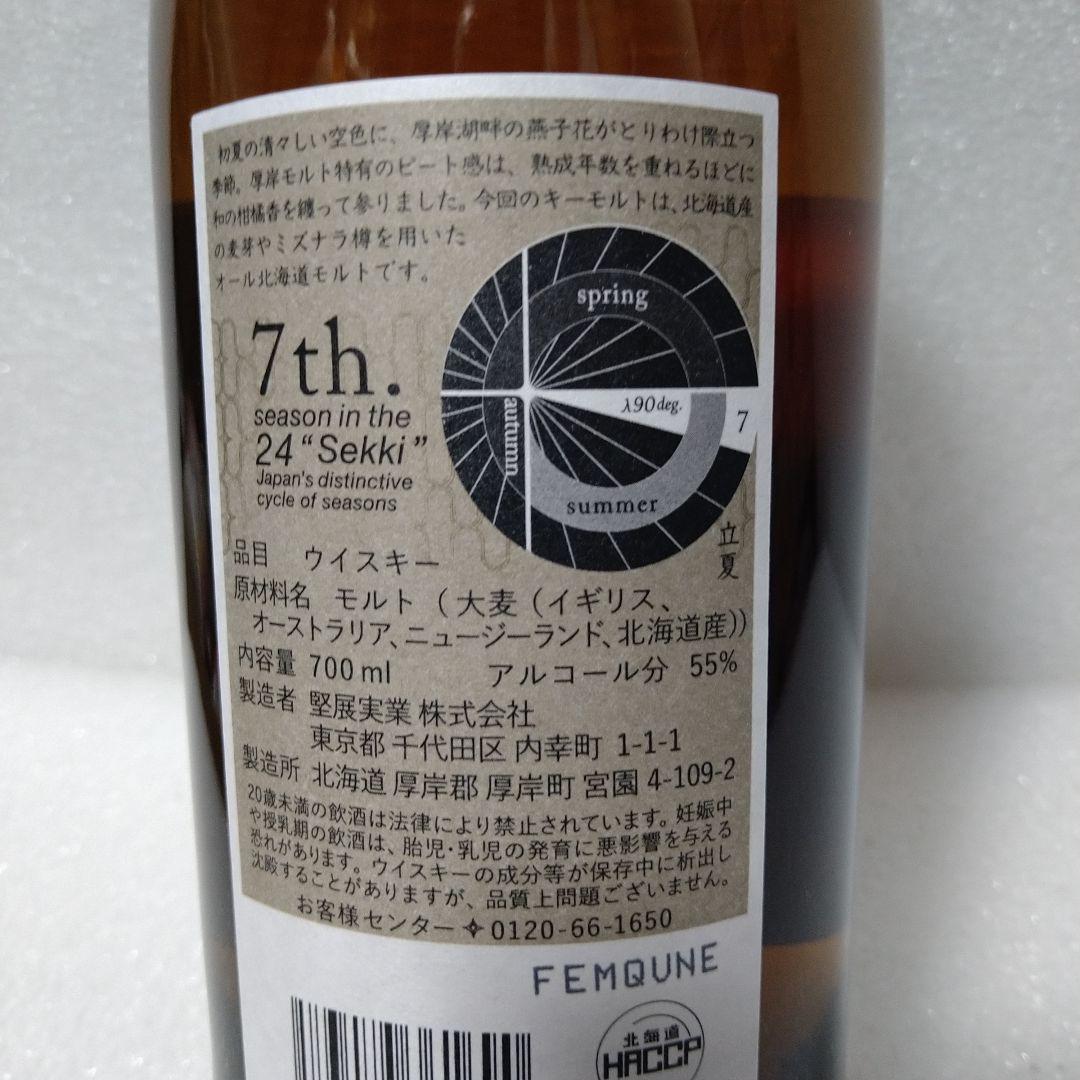 初夏の清々しい空色に、厚岸湖畔の燕子花がとりわけ際立つ
季節。厚岸モルト特有のピート感は、熟成年数を重ねるほどに
和の柑橘香を纏って参りました。今回のキーモルトは、北海道産
の麦芽やミズナラ樽を用いた
オール北海道モルトです。
spring
7th.
season in the
24 “Sekki”
Japan's distinctive
cycle of seasons
autumn
λ90deg.
7
summer
立夏
品目 ウイスキー
原材料名 モルト（大麦（イギリス、
オーストラリア、ニュージーランド、北海道産））
内容量 700ml アルコール分 55%
製造者 堅展実業 株式会社
東京都 千代田区 内幸町 1-1-1
製造所 北海道 厚岸郡 厚岸町 宮園 4-109-2
20歳未満の飲酒は法律により禁止されています。妊娠中
や授乳期の飲酒は、胎児・乳児の発育に悪影響を与える
恐れがあります。ウイスキーの成分等が保存中に析出し
沈殿することがありますが、品質上問題ございません。
お客様センター 0120-66-1650
FEMQUNE
北海道
HACCP